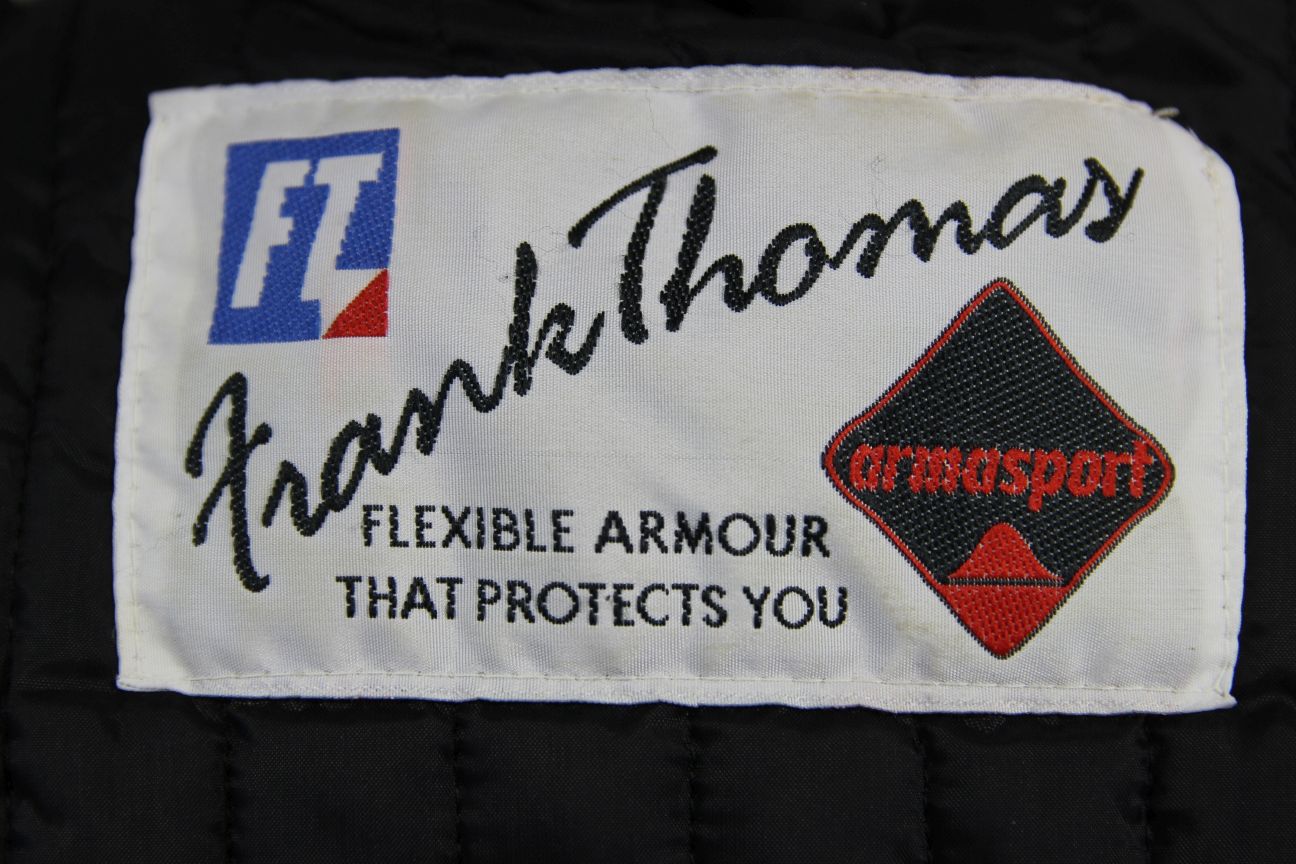 FT
Frank Thomas
armasport
FLEXIBLE ARMOUR
THAT PROTECTS YOU